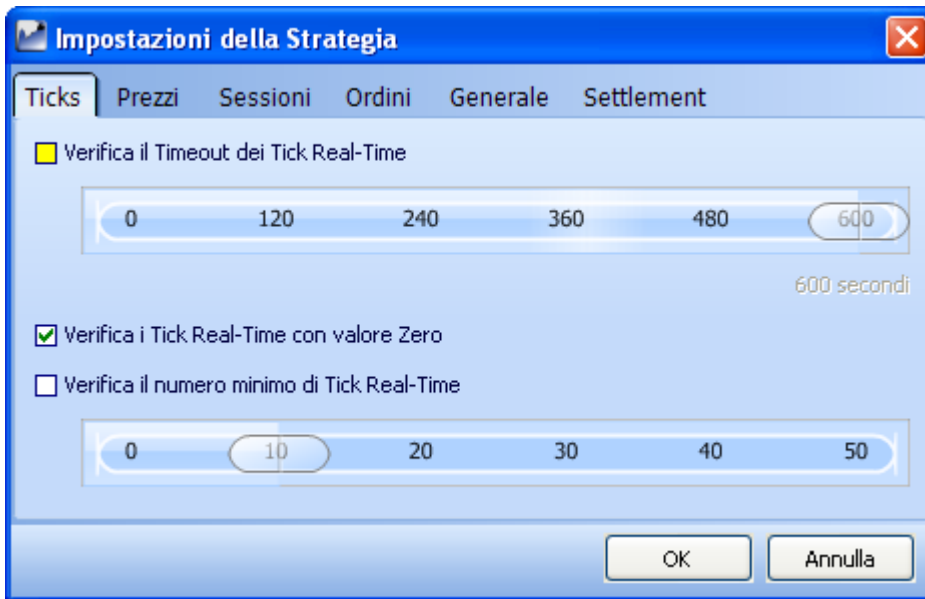 Impostazioni della Strategia
Ticks Prezzi Sessioni Ordini Generale Settlement
Verifica il Timeout dei Tick Real-Time
0 120 240 360 480 600
600 secondi
Verifica i Tick Real-Time con valore Zero
Verifica il numero minimo di Tick Real-Time
0 10 20 30 40 50
OK Annulla